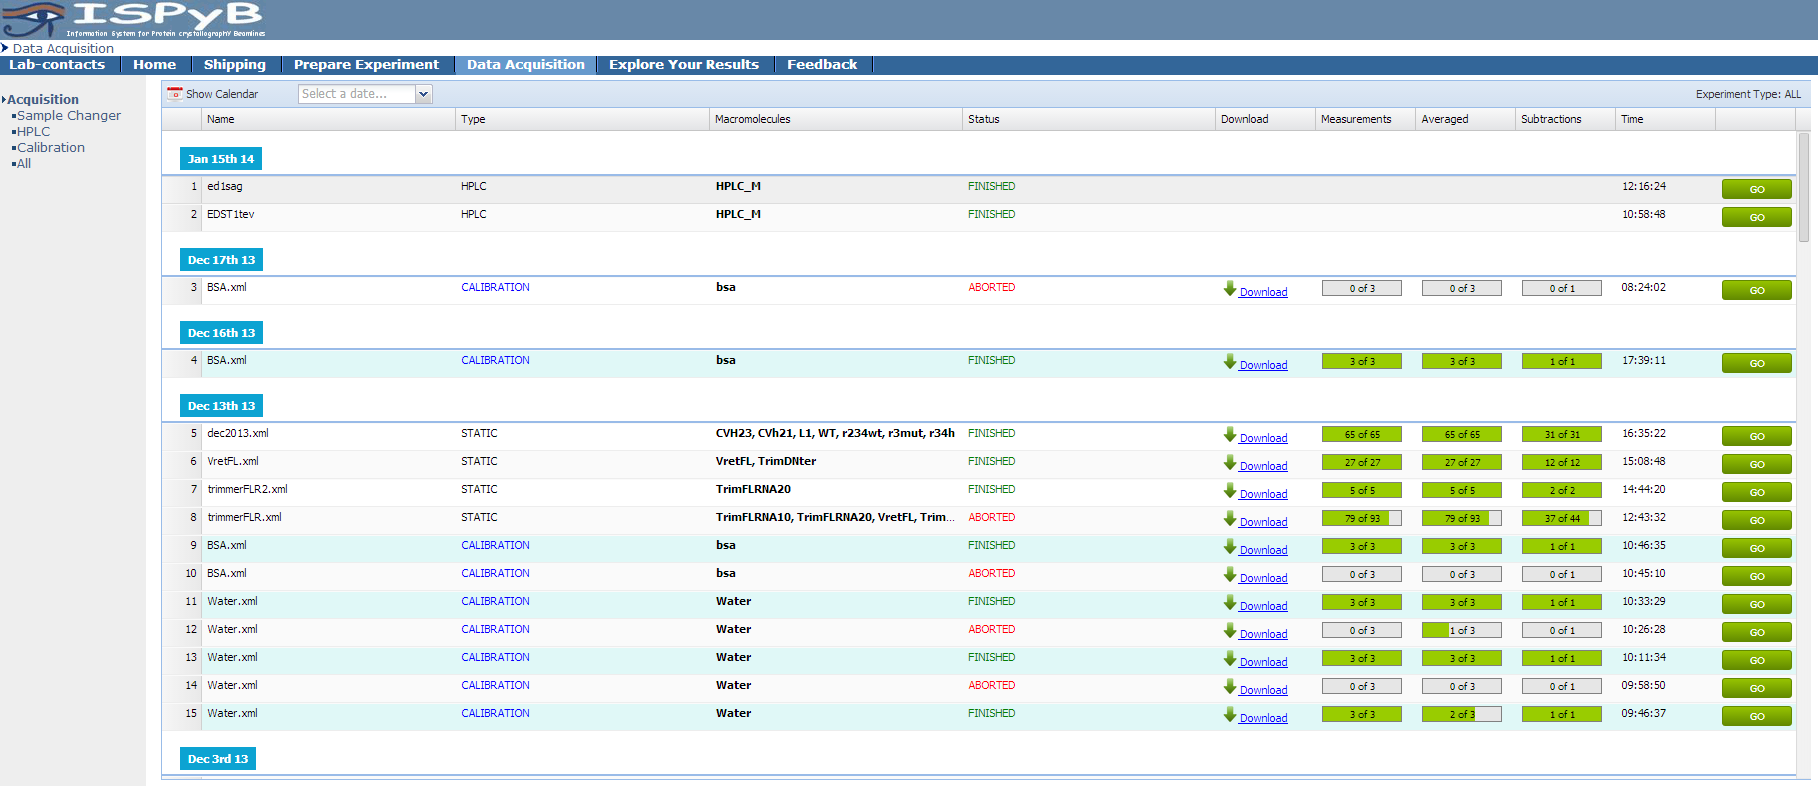 ISPyB
Information System for Protein crystallography Beamlines
Data Acquisition
Lab-contacts Home Shipping Prepare Experiment Data Acquisition Explore Your Results Feedback
Acquisition
Sample Changer
HPLC
Calibration
All
Show Calendar Select a date... Experiment Type: ALL
Name Type Macromolecules Status Download Measurements Averaged Subtractions Time
Jan 15th 14
1 ed1sag HPLC HPLC_M FINISHED 12:16:24 GO
2 EDST1tev HPLC HPLC_M FINISHED 10:58:48 GO
Dec 17th 13
3 BSA.xml CALIBRATION bsa ABORTED Download 0 of 3 0 of 3 0 of 1 08:24:02 GO
Dec 16th 13
4 BSA.xml CALIBRATION bsa FINISHED Download 3 of 3 3 of 3 1 of 1 17:39:11 GO
Dec 13th 13
5 dec2013.xml STATIC CVH23, CVh21, L1, WT, r234wt, r3mut, r34h FINISHED Download 65 of 65 65 of 65 31 of 31 16:35:22 GO
6 VretFL.xml STATIC VretFL, TrimDNter FINISHED Download 27 of 27 27 of 27 12 of 12 15:08:48 GO
7 trimmerFLR2.xml STATIC TrimFLRNA20 FINISHED Download 5 of 5 5 of 5 2 of 2 14:44:20 GO
8 trimmerFLR.xml STATIC TrimFLRNA10, TrimFLRNA20, VretFL, Trim... ABORTED Download 79 of 93 79 of 93 37 of 44 12:43:32 GO
9 BSA.xml CALIBRATION bsa FINISHED Download 3 of 3 3 of 3 1 of 1 10:46:35 GO
10 BSA.xml CALIBRATION bsa ABORTED Download 0 of 3 0 of 3 0 of 1 10:45:10 GO
11 Water.xml CALIBRATION Water FINISHED Download 3 of 3 3 of 3 1 of 1 10:33:29 GO
12 Water.xml CALIBRATION Water ABORTED Download 0 of 3 1 of 3 0 of 1 10:26:28 GO
13 Water.xml CALIBRATION Water FINISHED Download 3 of 3 3 of 3 1 of 1 10:11:34 GO
14 Water.xml CALIBRATION Water ABORTED Download 0 of 3 0 of 3 0 of 1 09:58:50 GO
15 Water.xml CALIBRATION Water FINISHED Download 3 of 3 2 of 3 1 of 1 09:46:37 GO
Dec 3rd 13